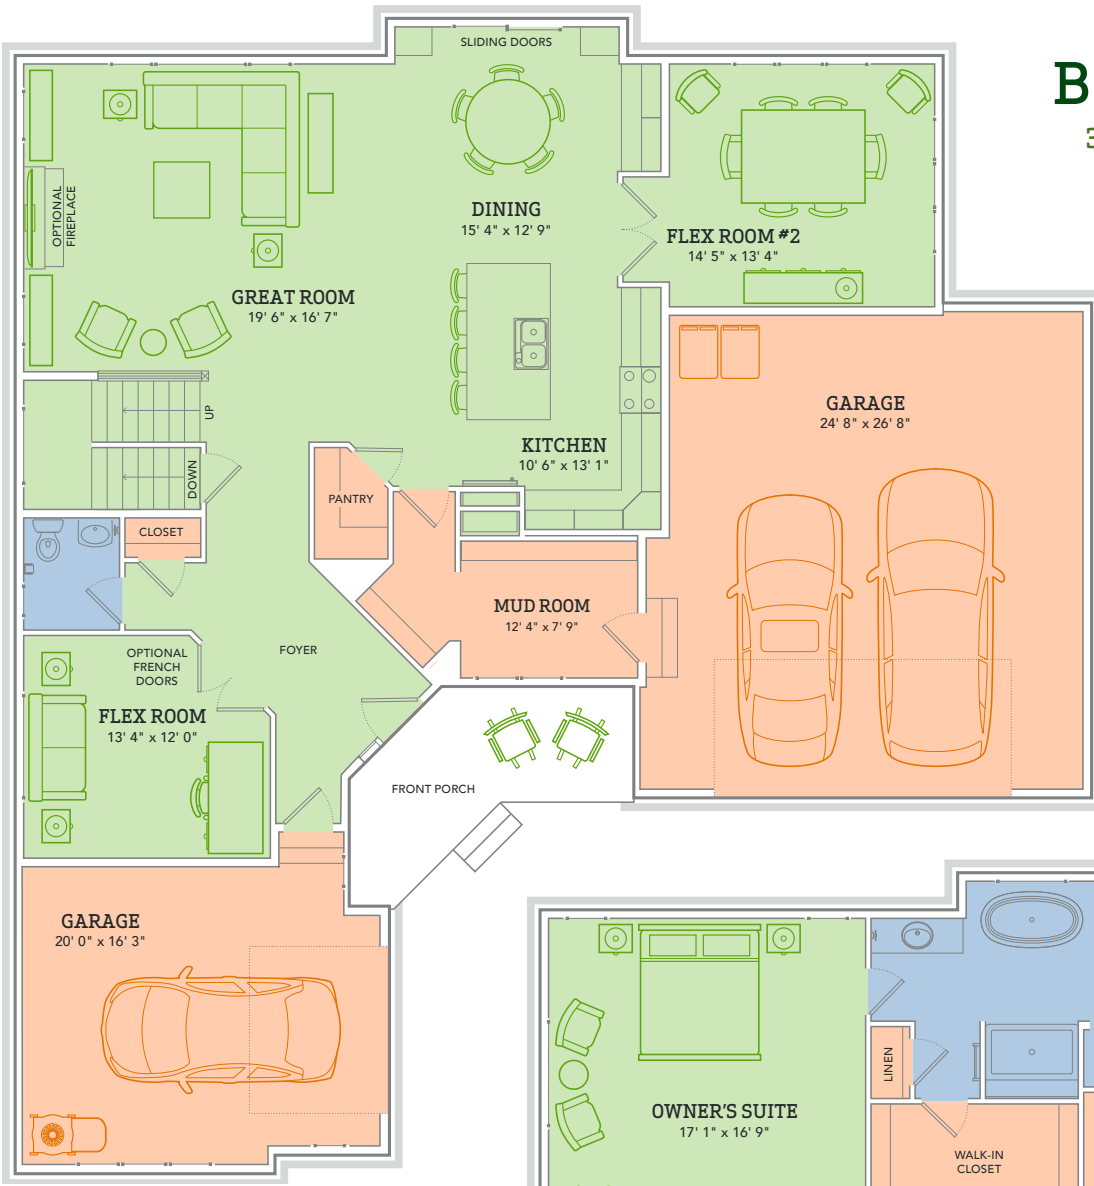 SLIDING DOORS
B
OPTIONAL
FIREPLACE
DINING
15' 4" x 12' 9"
FLEX ROOM #2
14' 5" x 13' 4"
GREAT ROOM
19' 6" x 16' 7"
GARAGE
24' 8" x 26' 8"
UP
KITCHEN
10' 6" x 13' 1"
DOWN
PANTRY
CLOSET
MUD ROOM
12' 4" x 7' 9"
OPTIONAL
FRENCH
DOORS
FOYER
FLEX ROOM
13' 4" x 12' 0"
FRONT PORCH
GARAGE
20' 0" x 16' 3"
LINEN
OWNER'S SUITE
17' 1" x 16' 9"
WALK-IN
CLOSET